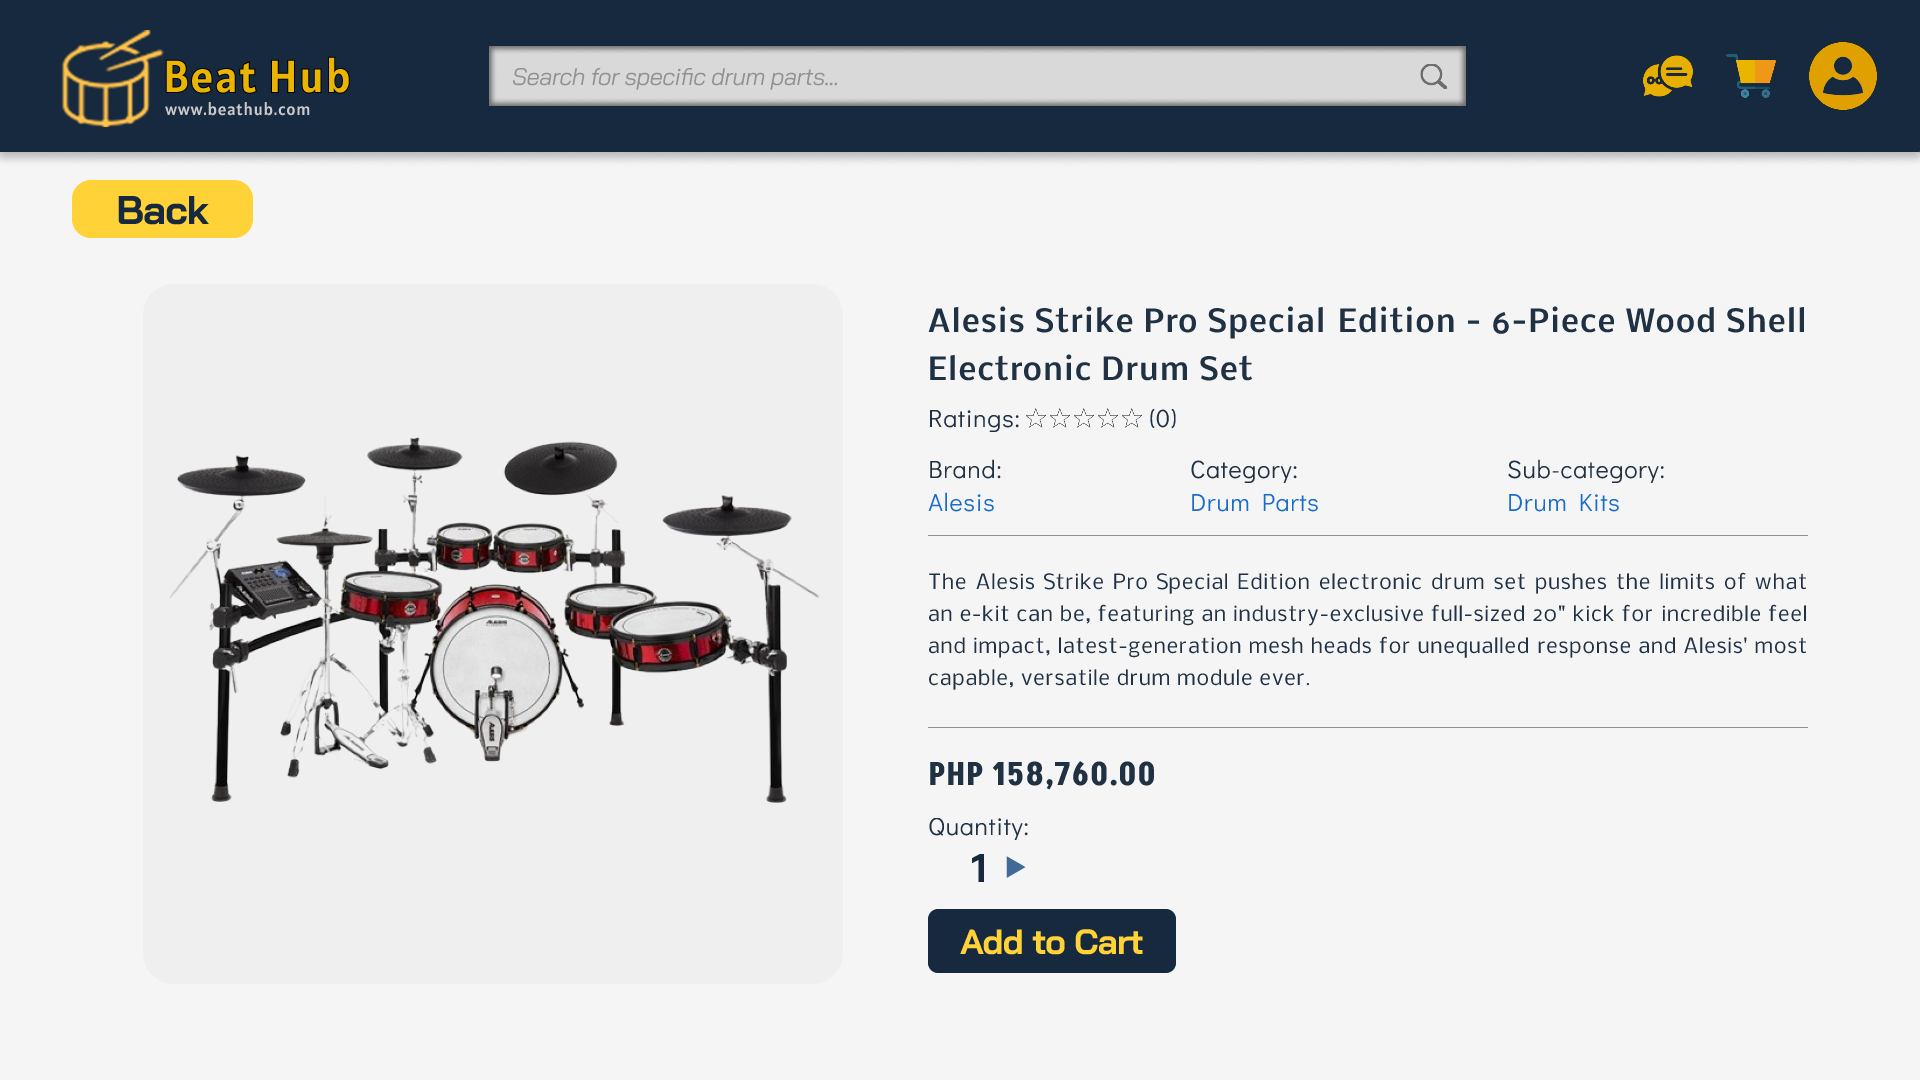 Beat Hub
www.beathub.com
Search for specific drum parts...
Back
Alesis Strike Pro Special Edition - 6-Piece Wood Shell
Electronic Drum Set
Ratings: ☆☆☆☆☆ (0)
Brand: Category: Sub-category:
Alesis Drum Parts Drum Kits
The Alesis Strike Pro Special Edition electronic drum set pushes the limits of what
an e-kit can be, featuring an industry-exclusive full-sized 20" kick for incredible feel
and impact, latest-generation mesh heads for unequalled response and Alesis' most
capable, versatile drum module ever.
PHP 158,760.00
Quantity:
1
Add to Cart
ALESIS
ALESIS